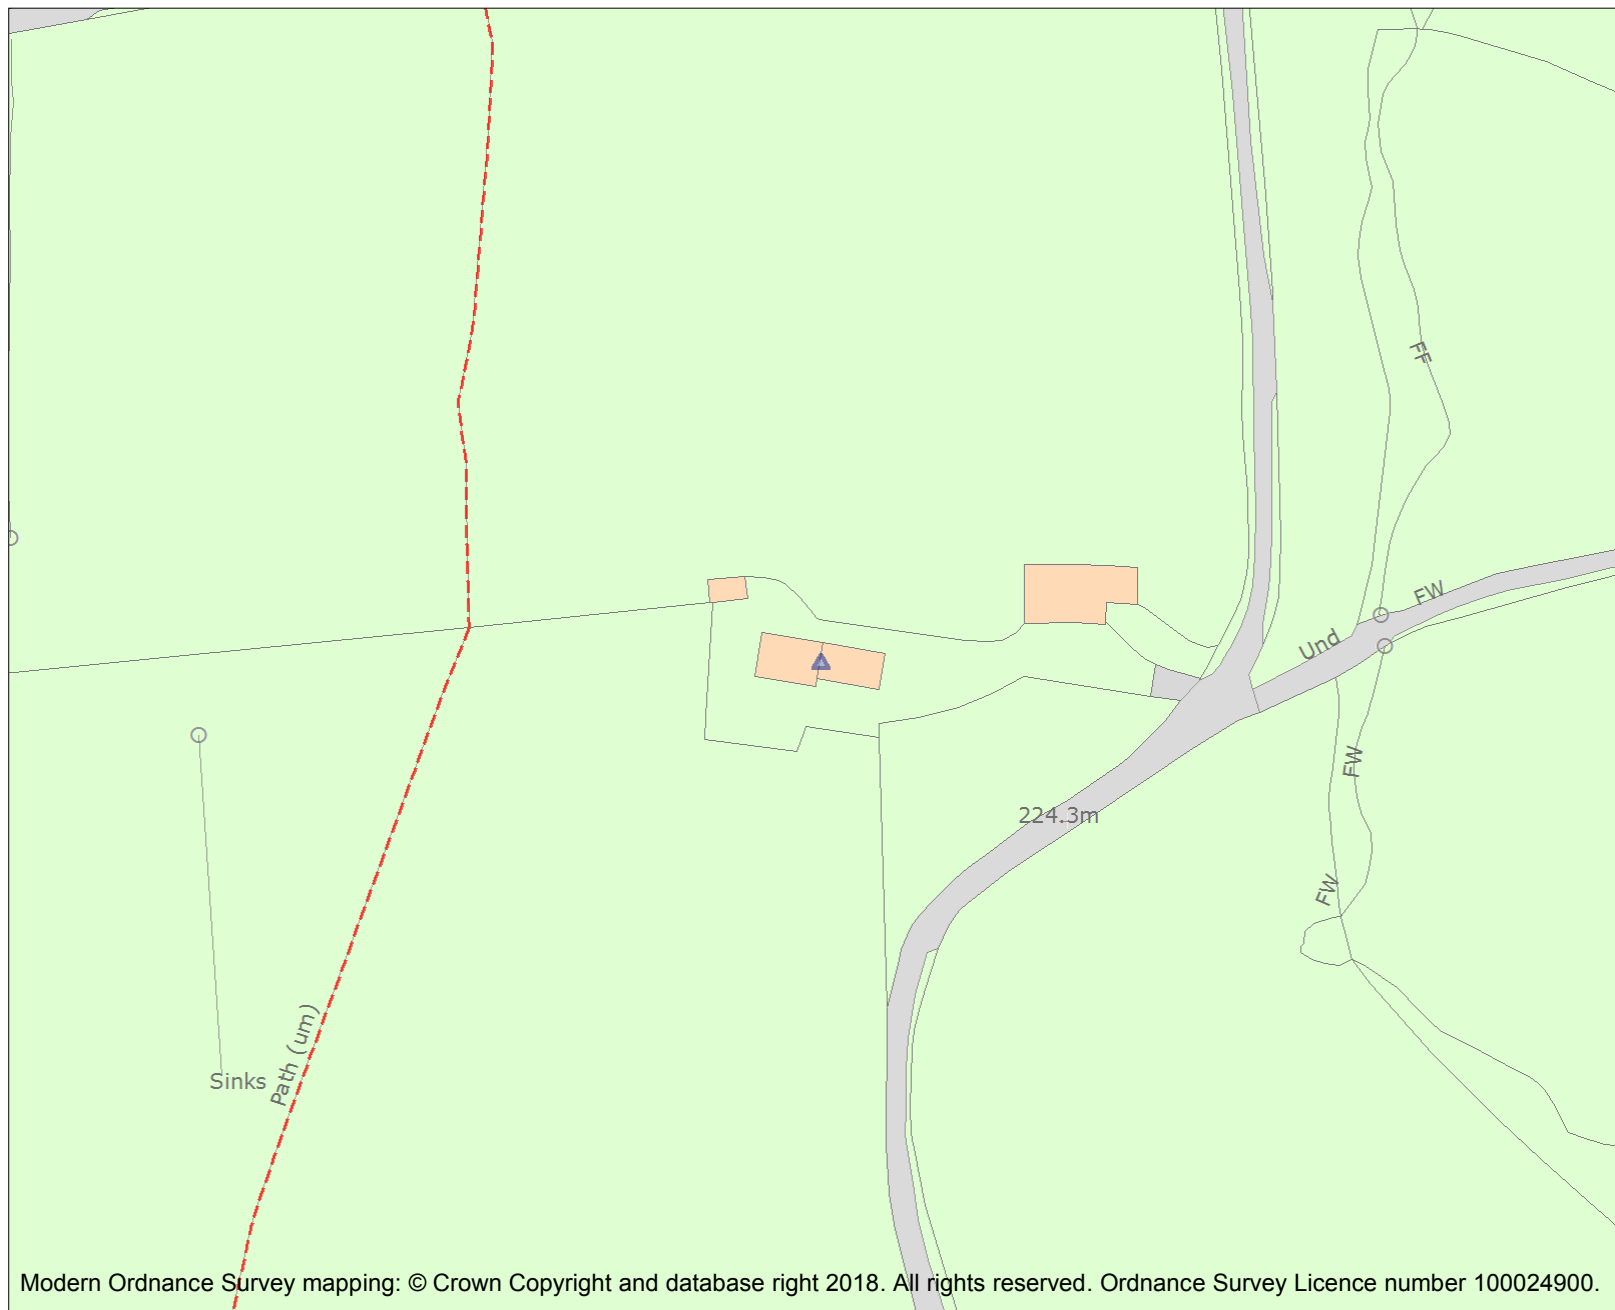 FF
FW
Und
FW
224.3m
FW
Path (um)
Sinks
Modern Ordnance Survey mapping: © Crown Copyright and database right 2018. All rights reserved. Ordnance Survey Licence number 100024900.